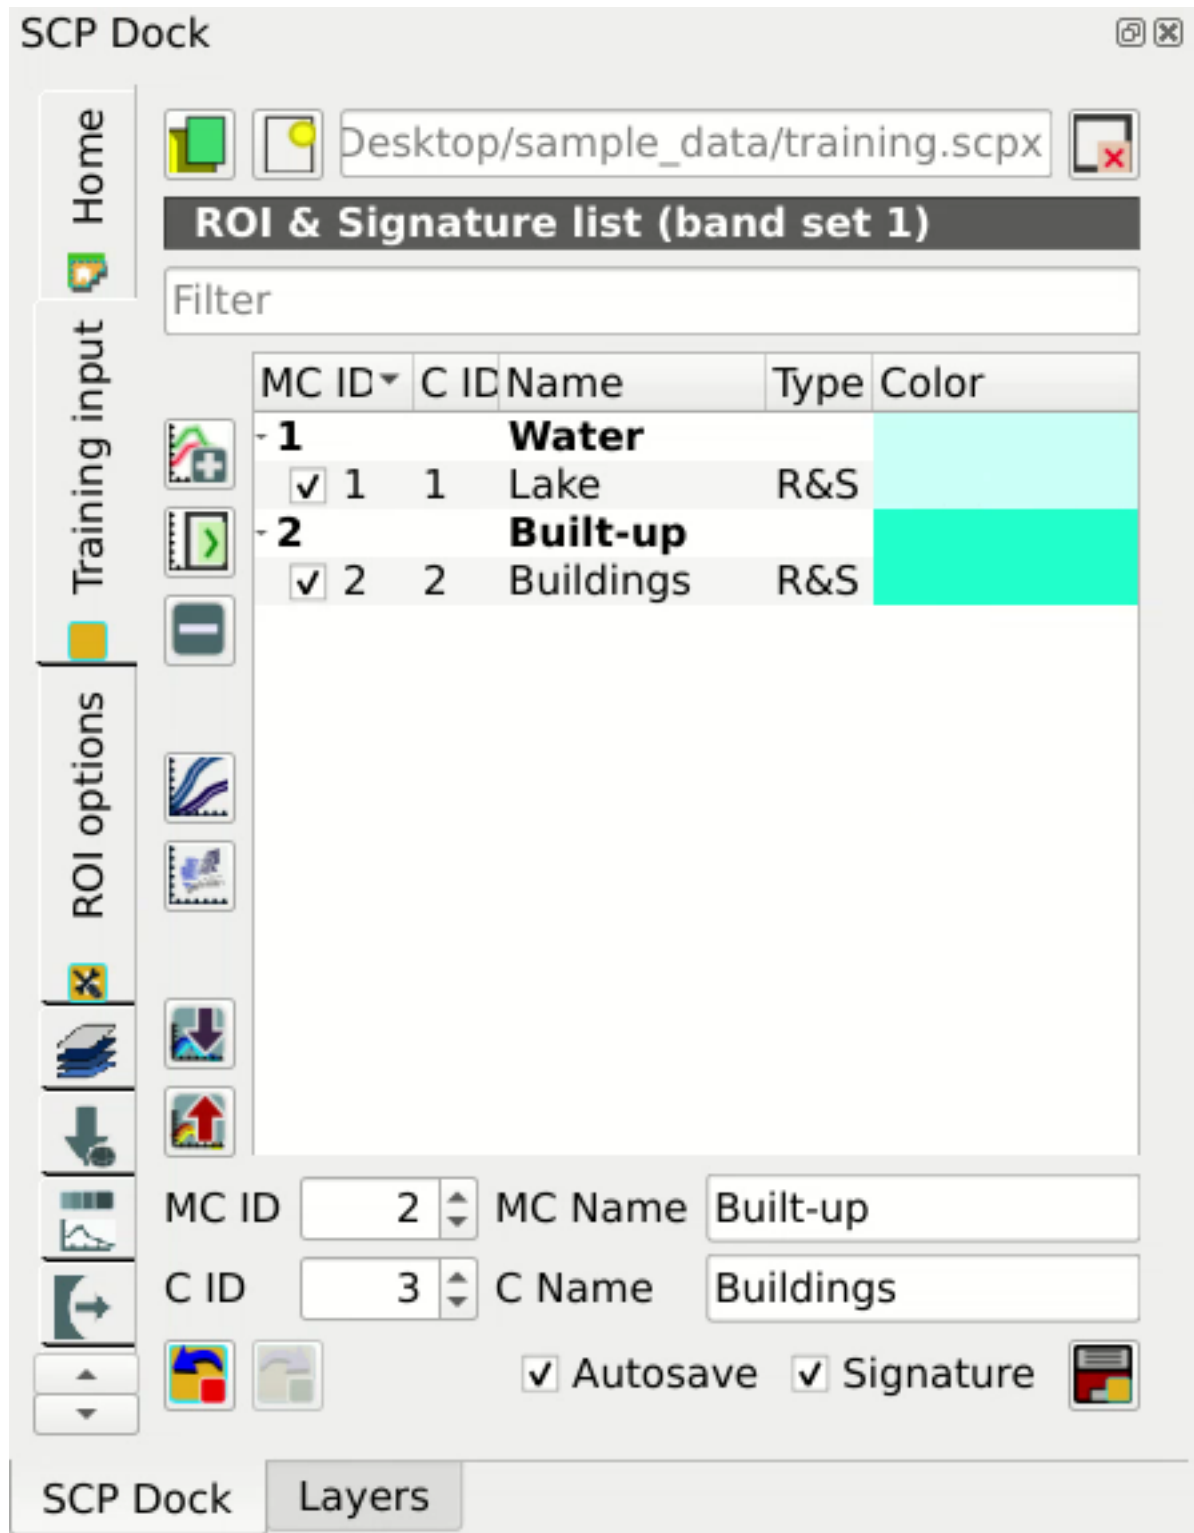 SCP Dock
Home
Desktop/sample_data/training.scpx
ROI & Signature list (band set 1)
Filter
Training input
MC ID C ID Name Type Color
1 Water
1 1 Lake R&S
2 Built-up
2 2 Buildings R&S
ROI options
MC ID 2 MC Name Built-up
C ID 3 C Name Buildings
Autosave Signature
SCP Dock Layers